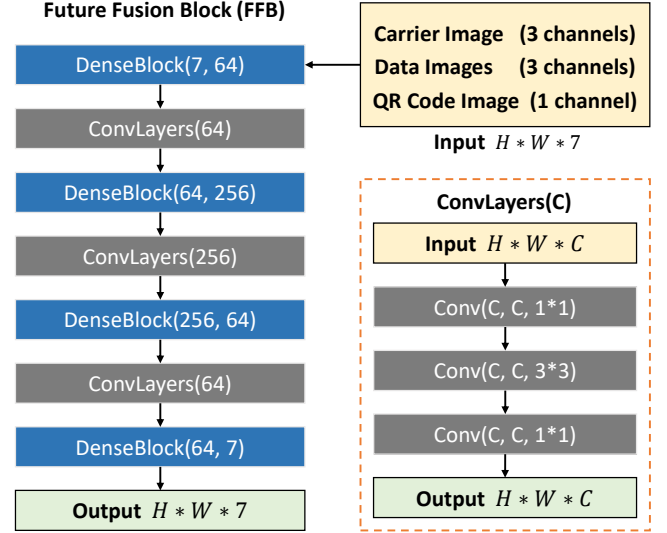 Future Fusion Block (FFB)
DenseBlock(7, 64)
ConvLayers(64)
DenseBlock(64, 256)
ConvLayers(256)
DenseBlock(256, 64)
ConvLayers(64)
DenseBlock(64, 7)
Output H * W * 7
Carrier Image (3 channels)
Data Images (3 channels)
QR Code Image (1 channel)
Input H * W * 7
ConvLayers(C)
Input H * W * C
Conv(C, C, 1*1)
Conv(C, C, 3*3)
Conv(C, C, 1*1)
Output H * W * C